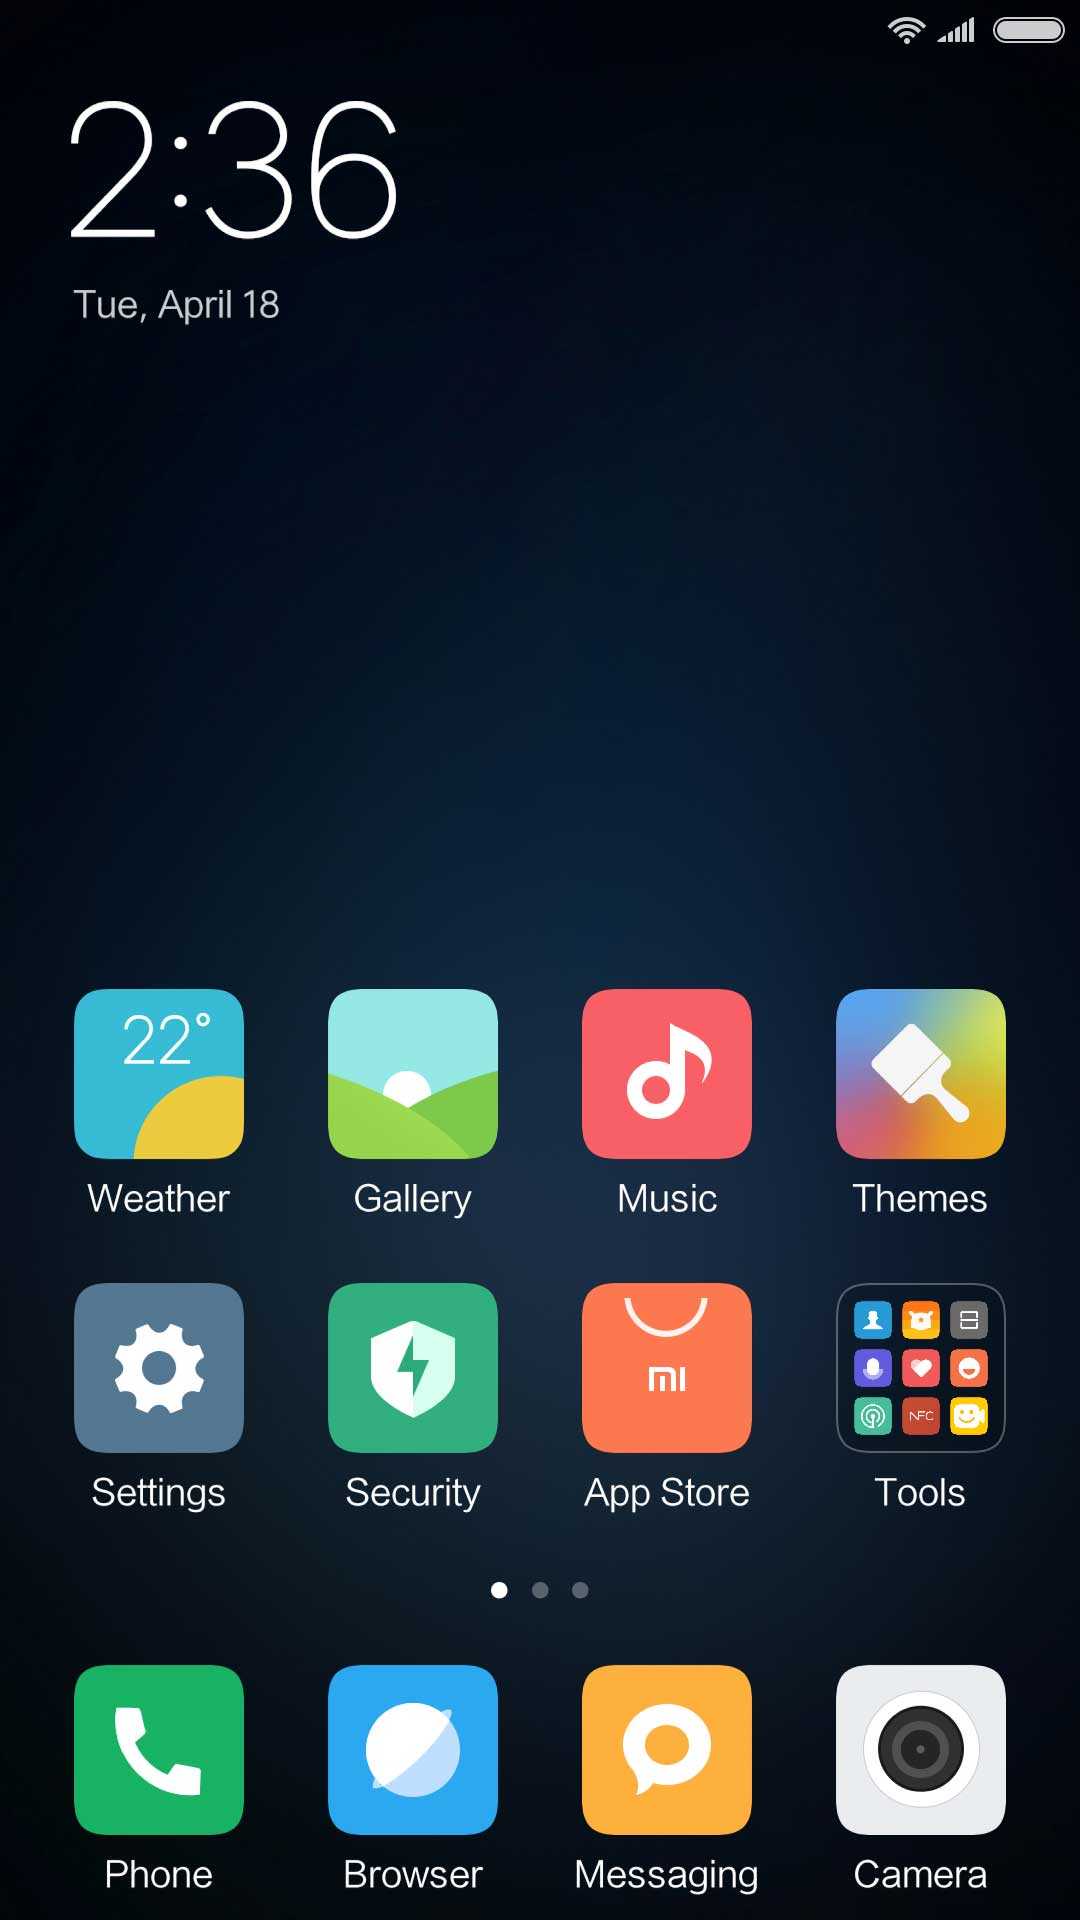 2:36
Tue, April 18
22°
Weather
Gallery
Music
Themes
mi
NFC
Settings
Security
App Store
Tools
Phone
Browser
Messaging
Camera